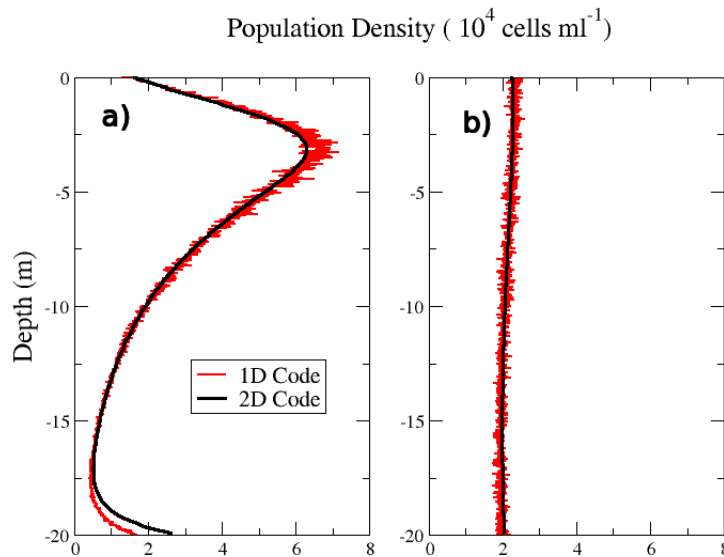 Population Density ( 10⁴ cells ml⁻¹)
a)
b)
0
-5
-10
-15
-20
0 2 4 6 8
0
-5
-10
-15
-20
0 2 4 6 8
Depth (m)
1D Code
2D Code